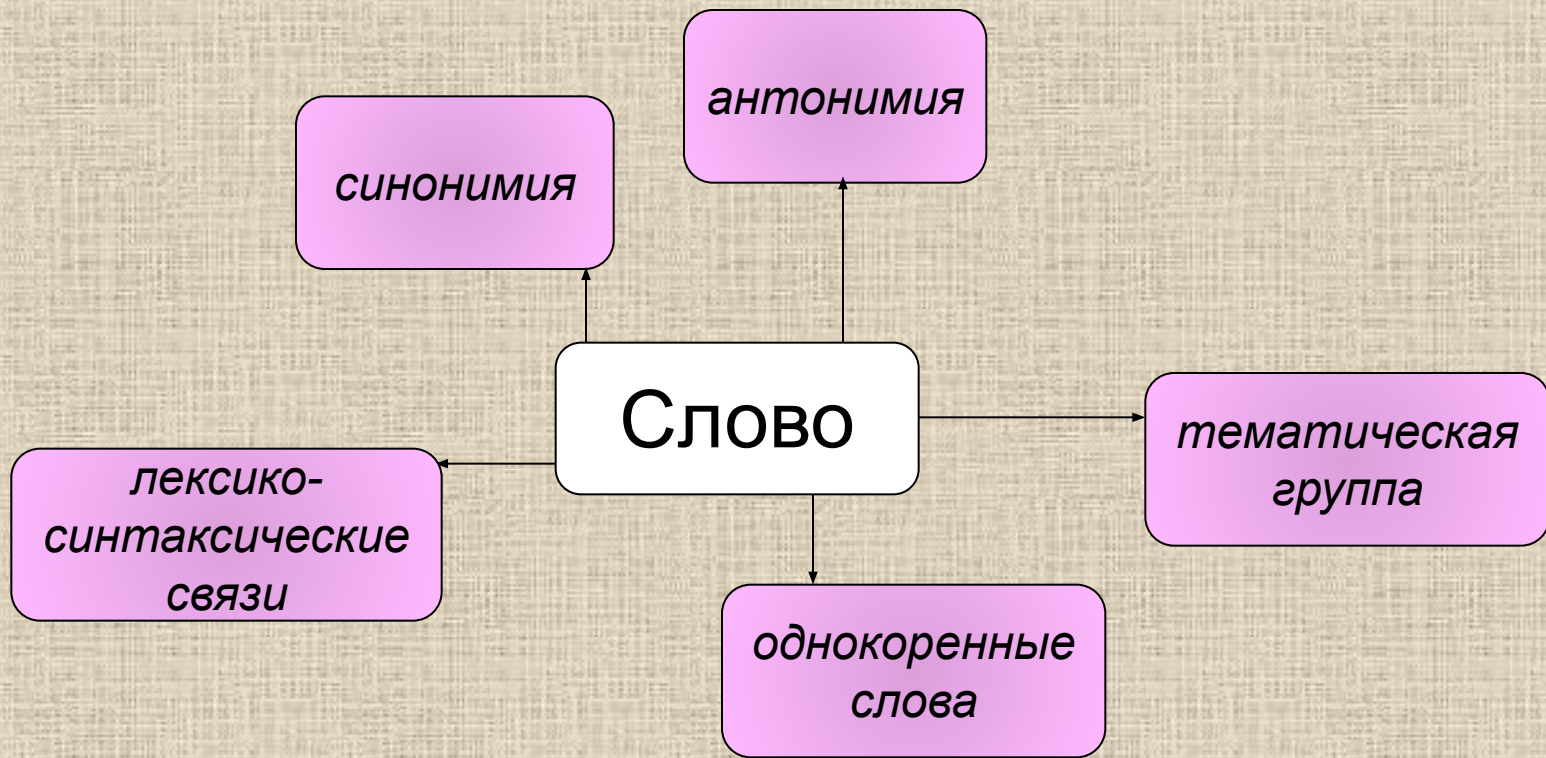 антонимия
синонимия
Слово
тематическая
группа
лексико-
синтаксические
связи
однокоренные
слова